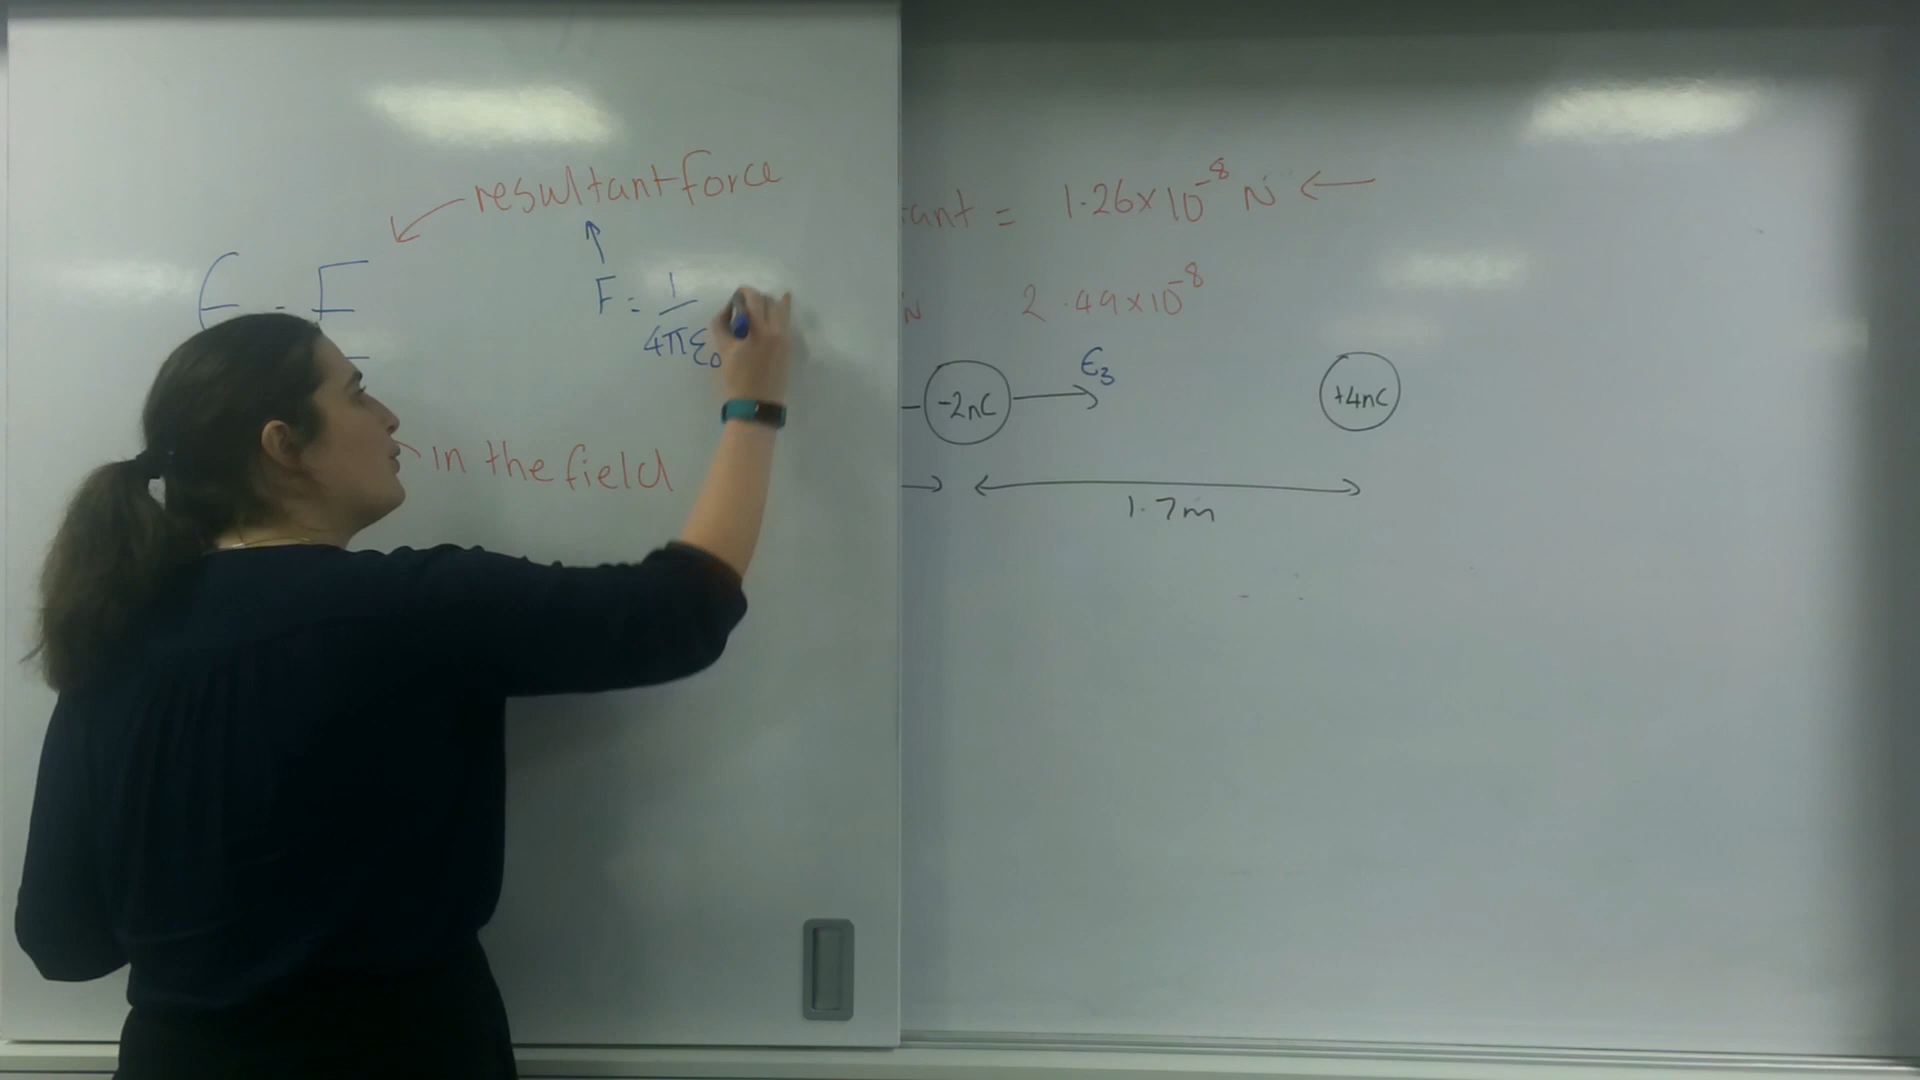 resultant force
E = F
F = 1
4πε0
in the field
tant = 1.26×10⁻⁸ N ←
N 2.49×10⁻⁸
E3
-2nC
+4nC
1.7m